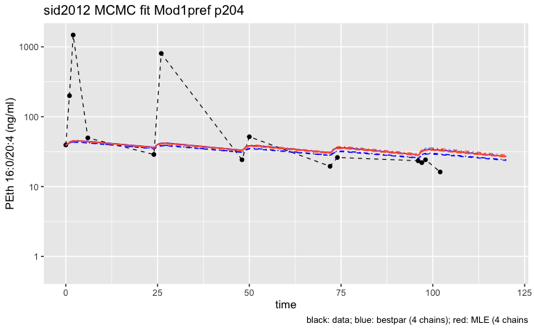 sid2012 MCMC fit Mod1pref p204
PEth 16:0/20:4 (ng/ml)
1000
100
10
1
0
25
50
75
100
125
time
black: data; blue: bestpar (4 chains); red: MLE (4 chains